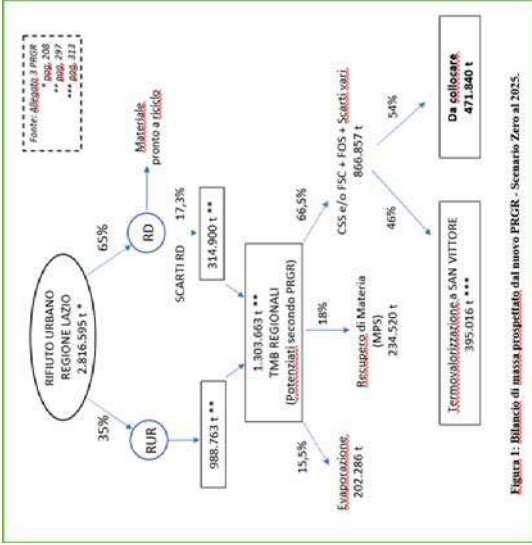 Fonte: Allegato 3 PRGR
* pag. 208
** pag. 297
*** pag. 313
RIFIUTO URBANO
REGIONE LAZIO
2.816.595 t *
35%
65%
RUR
RD
Materiale
pronto a riciclo
SCARTI RD
17,3%
988.763 t **
314.900 t **
1.303.663 t **
TMB REGIONALI
(Potenziati secondo PRGR)
15,5%
18%
66,5%
Evaporazione
202.286 t
Recupero di Materia
(MPS)
234.520 t
CSS e/o FSC + FOS + Scarti vari
866.857 t
46%
54%
Termovalorizzazione a SAN VITTORE
395.016 t ***
Da collocare
471.840 t
Figura 1: Bilancio di massa prospettato dal nuovo PRGR - Scenario Zero al 2025.